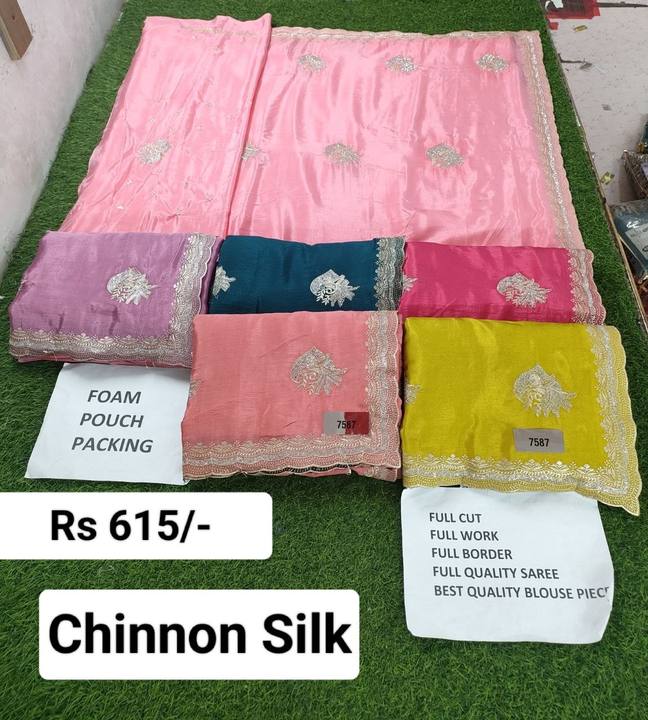 7587
7587
FOAM
POUCH
PACKING
Rs 615/-
FULL CUT
FULL WORK
FULL BORDER
FULL QUALITY SAREE
BEST QUALITY BLOUSE PIEC
Chinnon Silk